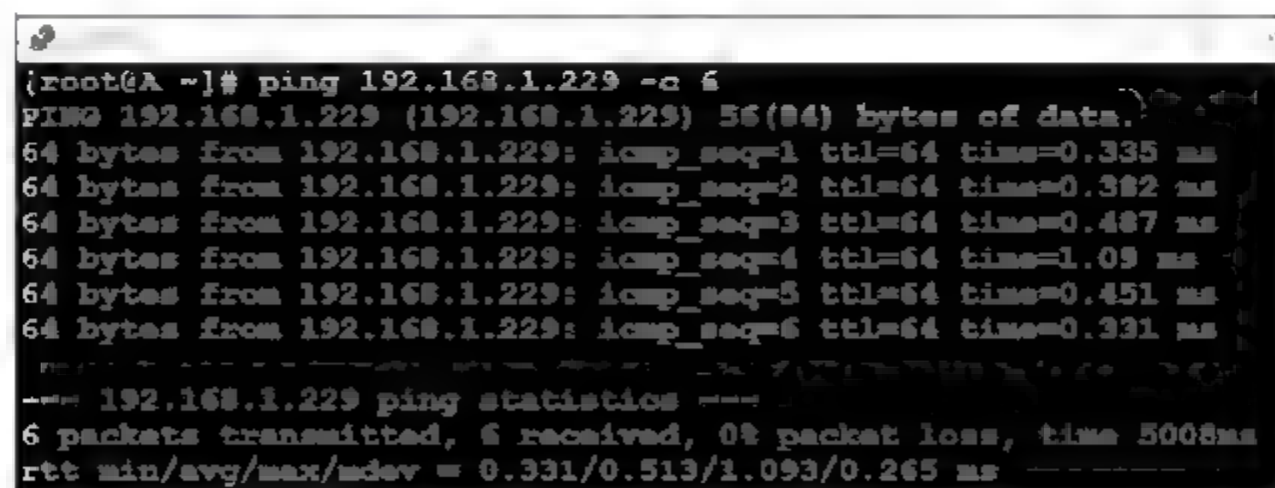 [root@A ~]# ping 192.168.1.229 -c 6
PING 192.168.1.229 (192.168.1.229) 56(84) bytes of data.
64 bytes from 192.168.1.229: icmp_seq=1 ttl=64 time=0.335 ms
64 bytes from 192.168.1.229: icmp_seq=2 ttl=64 time=0.382 ms
64 bytes from 192.168.1.229: icmp_seq=3 ttl=64 time=0.487 ms
64 bytes from 192.168.1.229: icmp_seq=4 ttl=64 time=1.09 ms
64 bytes from 192.168.1.229: icmp_seq=5 ttl=64 time=0.451 ms
64 bytes from 192.168.1.229: icmp_seq=6 ttl=64 time=0.331 ms
--- 192.168.1.229 ping statistics ---
6 packets transmitted, 6 received, 0% packet loss, time 5008ms
rtt min/avg/max/mdev = 0.331/0.513/1.093/0.265 ms